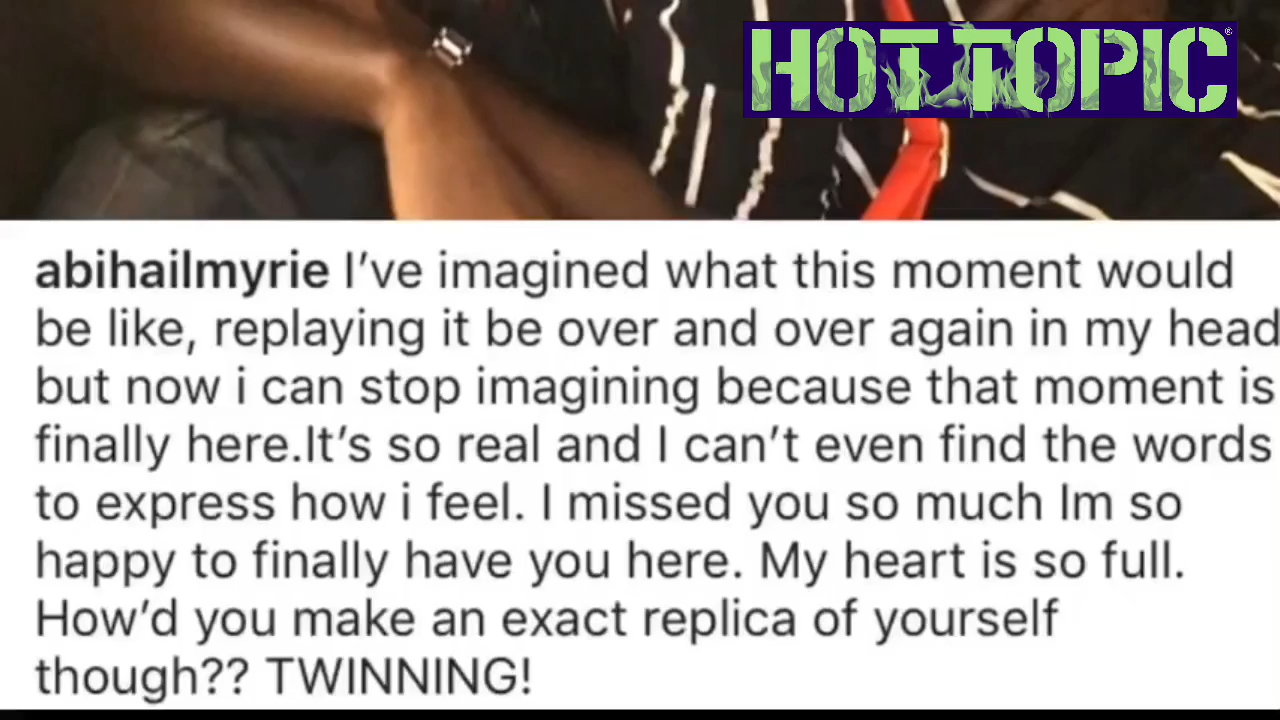 HOT TOPIC®
abihailmyrie I’ve imagined what this moment would
be like, replaying it be over and over again in my head
but now i can stop imagining because that moment is
finally here.It’s so real and I can’t even find the words
to express how i feel. I missed you so much Im so
happy to finally have you here. My heart is so full.
How’d you make an exact replica of yourself
though?? TWINNING!